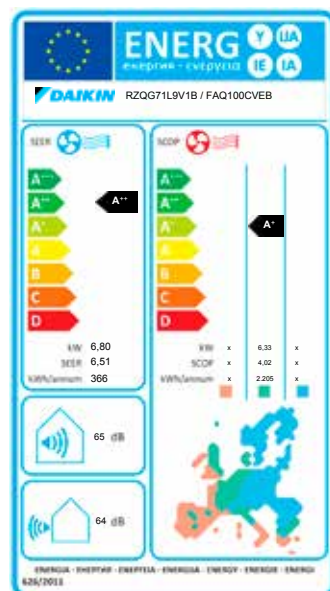 ENERG Y IJA
енергия · ενεργεια IE IA
DAIKIN RZQG71L9V1B / FAQ100CVEB
SEER
SCOP
A+++
A++
A+
A
B
C
D
A++
A+++
A++
A+
A
B
C
D
A+
kW 6,80
SEER 6,51
kWh/annum 366
kW x 6,33 x
SCOP x 4,02 x
kWh/annum x 2.205 x
65 dB
64 dB
ENERGIA · ЕНЕРГИЯ · ΕΝΕΡΓΕΙΑ · ENERGIJA · ENERGY · ENERGIE · ENERGI
626/2011